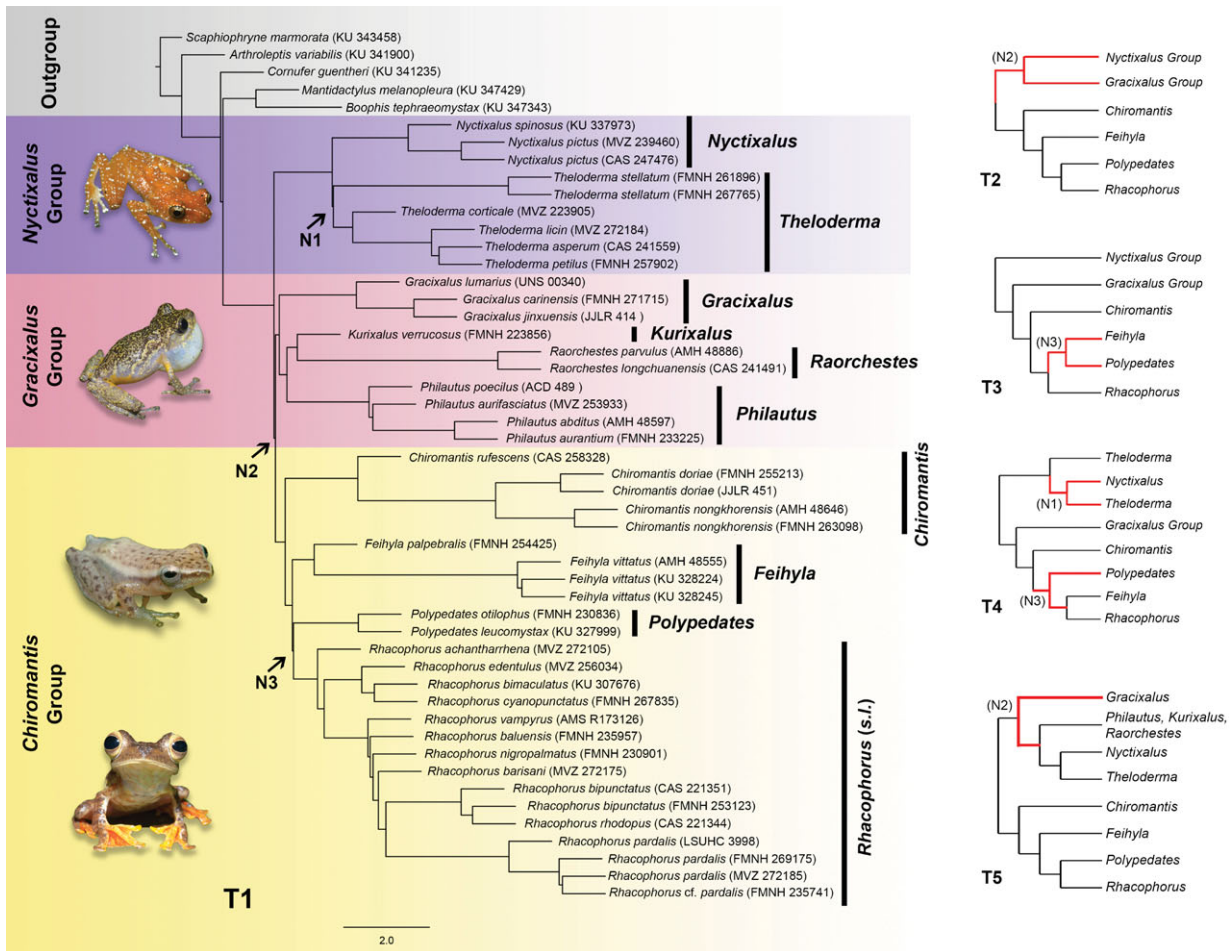 Outgroup
Scaphiophryne marmorata (KU 343458)
Arthroleptis variabilis (KU 341900)
Cornufer guentheri (KU 341235)
Mantidactylus melanopleura (KU 347429)
Boophis tephraeomystax (KU 347343)
Nyctixalus
Group
Nyctixalus spinosus (KU 337973)
Nyctixalus pictus (MVZ 239460)
Nyctixalus pictus (CAS 247476)
Nyctixalus
Theloderma stellatum (FMNH 261896)
Theloderma stellatum (FMNH 267765)
Theloderma corticale (MVZ 223905)
Theloderma licin (MVZ 272184)
Theloderma asperum (CAS 241559)
Theloderma petilus (FMNH 257902)
Theloderma
N1
Gracixalus
Group
Gracixalus lumarius (UNS 00340)
Gracixalus carinensis (FMNH 271715)
Gracixalus jinxuensis (JJLR 414 )
Gracixalus
Kurixalus verrucosus (FMNH 223856)
Kurixalus
Raorchestes parvulus (AMH 48886)
Raorchestes longchuanensis (CAS 241491)
Raorchestes
Philautus poecilus (ACD 489 )
Philautus aurifasciatus (MVZ 253933)
Philautus abditus (AMH 48597)
Philautus aurantium (FMNH 233225)
Philautus
N2
Chiromantis
Group
Chiromantis rufescens (CAS 258328)
Chiromantis doriae (FMNH 255213)
Chiromantis doriae (JJLR 451)
Chiromantis nongkhorensis (AMH 48646)
Chiromantis nongkhorensis (FMNH 263098)
Chiromantis
Feihyla palpebralis (FMNH 254425)
Feihyla vittatus (AMH 48555)
Feihyla vittatus (KU 328224)
Feihyla vittatus (KU 328245)
Feihyla
Polypedates otilophus (FMNH 230836)
Polypedates leucomystax (KU 327999)
Polypedates
N3
Rhacophorus achantharrhena (MVZ 272105)
Rhacophorus edentulus (MVZ 256034)
Rhacophorus bimaculatus (KU 307676)
Rhacophorus cyanopunctatus (FMNH 267835)
Rhacophorus vampyrus (AMS R173126)
Rhacophorus baluensis (FMNH 235957)
Rhacophorus nigropalmatus (FMNH 230901)
Rhacophorus barisani (MVZ 272175)
Rhacophorus bipunctatus (CAS 221351)
Rhacophorus bipunctatus (FMNH 253123)
Rhacophorus rhodopus (CAS 221344)
Rhacophorus pardalis (LSUHC 3998)
Rhacophorus pardalis (FMNH 269175)
Rhacophorus pardalis (MVZ 272185)
Rhacophorus cf. pardalis (FMNH 235741)
Rhacophorus (s.l.)
T1
2.0
(N2)
Nyctixalus Group
Gracixalus Group
Chiromantis
Feihyla
Polypedates
Rhacophorus
T2
Nyctixalus Group
Gracixalus Group
Chiromantis
(N3)
Feihyla
Polypedates
Rhacophorus
T3
Theloderma
Nyctixalus
Theloderma
(N1)
Gracixalus Group
Chiromantis
Polypedates
Feihyla
(N3)
Rhacophorus
T4
(N2)
Gracixalus
Philautus, Kurixalus,
Raorchestes
Nyctixalus
Theloderma
Chiromantis
Feihyla
Polypedates
Rhacophorus
T5